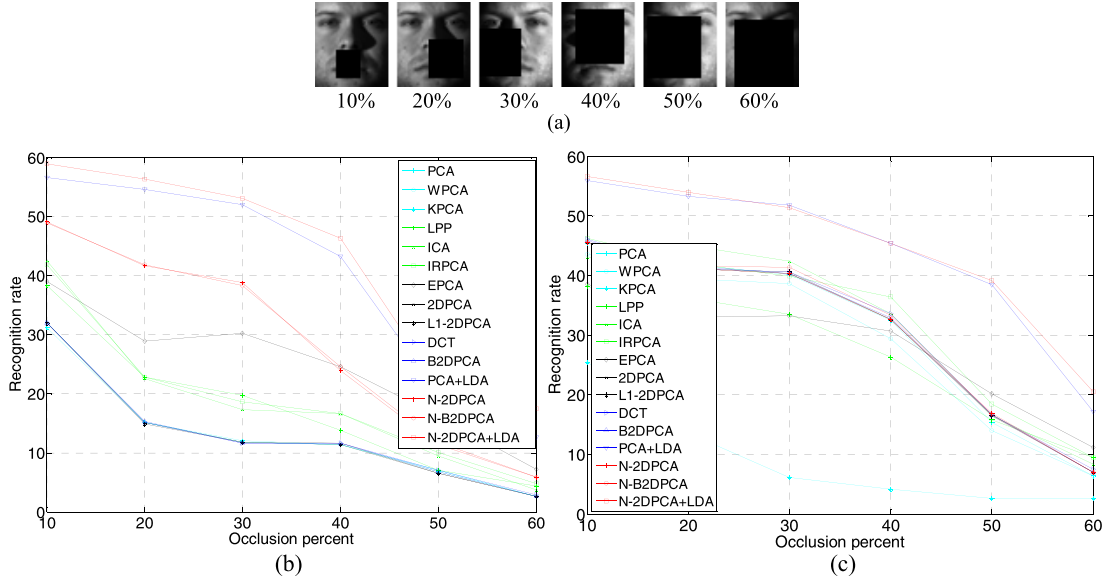 10% 20% 30% 40% 50% 60%
(a)
60
50
40
30
20
10
0
Recognition rate
10 20 30 40 50 60
Occlusion percent
PCA
WPCA
KPCA
LPP
ICA
IRPCA
EPCA
2DPCA
L1-2DPCA
DCT
B2DPCA
PCA+LDA
N-2DPCA
N-B2DPCA
N-2DPCA+LDA
(b)
60
50
40
30
20
10
0
Recognition rate
10 20 30 40 50 60
Occlusion percent
PCA
WPCA
KPCA
LPP
ICA
IRPCA
EPCA
2DPCA
L1-2DPCA
DCT
B2DPCA
PCA+LDA
N-2DPCA
N-B2DPCA
N-2DPCA+LDA
(c)